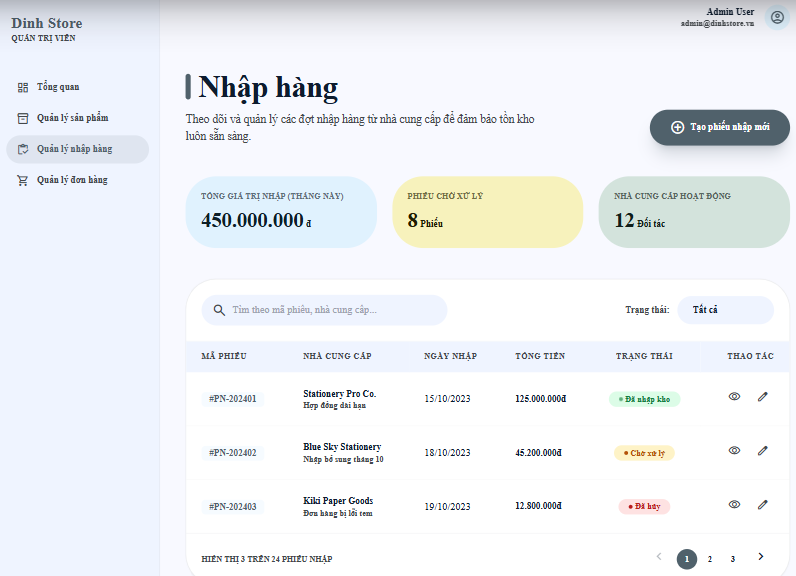 Dinh Store
QUẢN TRỊ VIÊN
Admin User
admin@dinhstore.vn
Tổng quan
Quản lý sản phẩm
Quản lý nhập hàng
Quản lý đơn hàng
Nhập hàng
Theo dõi và quản lý các đợt nhập hàng từ nhà cung cấp để đảm bảo tồn kho
luôn sẵn sàng.
Tạo phiếu nhập mới
TỔNG GIÁ TRỊ NHẬP (THÁNG NÀY)
450.000.000 đ
PHIẾU CHỜ XỬ LÝ
8 Phiếu
NHÀ CUNG CẤP HOẠT ĐỘNG
12 Đối tác
Tìm theo mã phiếu, nhà cung cấp...
Trạng thái:
Tất cả
MÃ PHIẾU NHÀ CUNG CẤP NGÀY NHẬP TỔNG TIỀN TRẠNG THÁI THAO TÁC
#PN-202401
Stationery Pro Co.
Hợp đồng dài hạn
15/10/2023
125.000.000đ
Đã nhập kho
#PN-202402
Blue Sky Stationery
Nhập bổ sung tháng 10
18/10/2023
45.200.000đ
Chờ xử lý
#PN-202403
Kiki Paper Goods
Đơn hàng bị lỗi tem
19/10/2023
12.800.000đ
Đã hủy
HIỂN THỊ 3 TRÊN 24 PHIẾU NHẬP
1 2 3